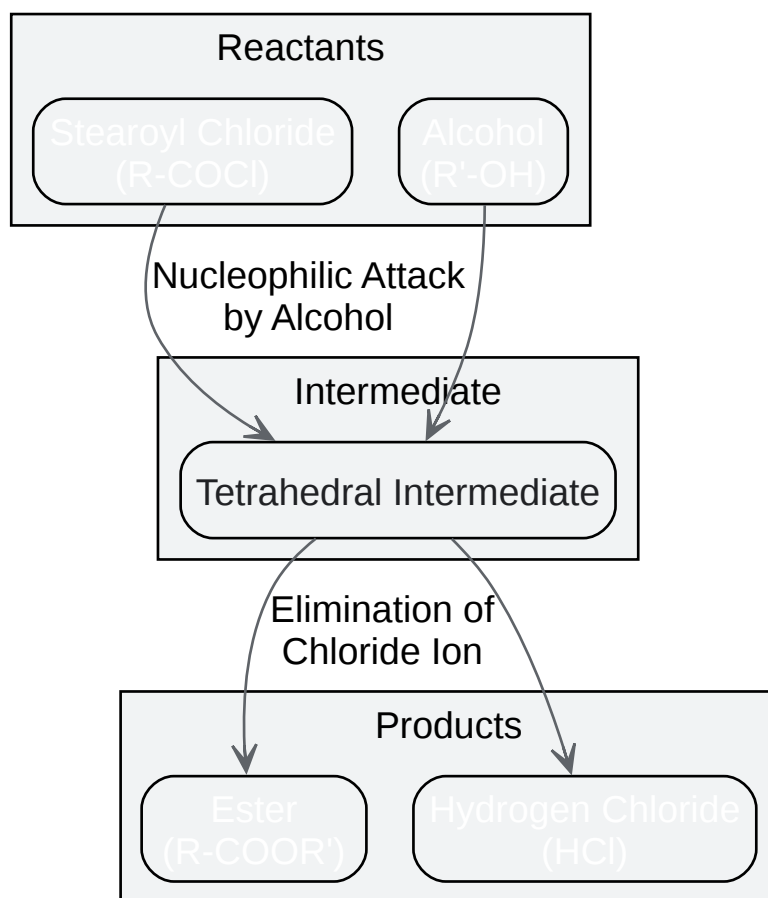 Reactants
Stearoyl Chloride
(R-COCl)
Alcohol
(R'-OH)
Nucleophilic Attack
by Alcohol
Intermediate
Tetrahedral Intermediate
Elimination of
Chloride Ion
Products
Ester
(R-COOR')
Hydrogen Chloride
(HCl)